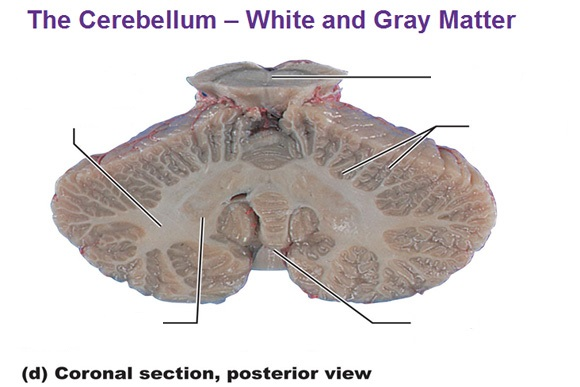 The Cerebellum – White and Gray Matter
(d) Coronal section, posterior view